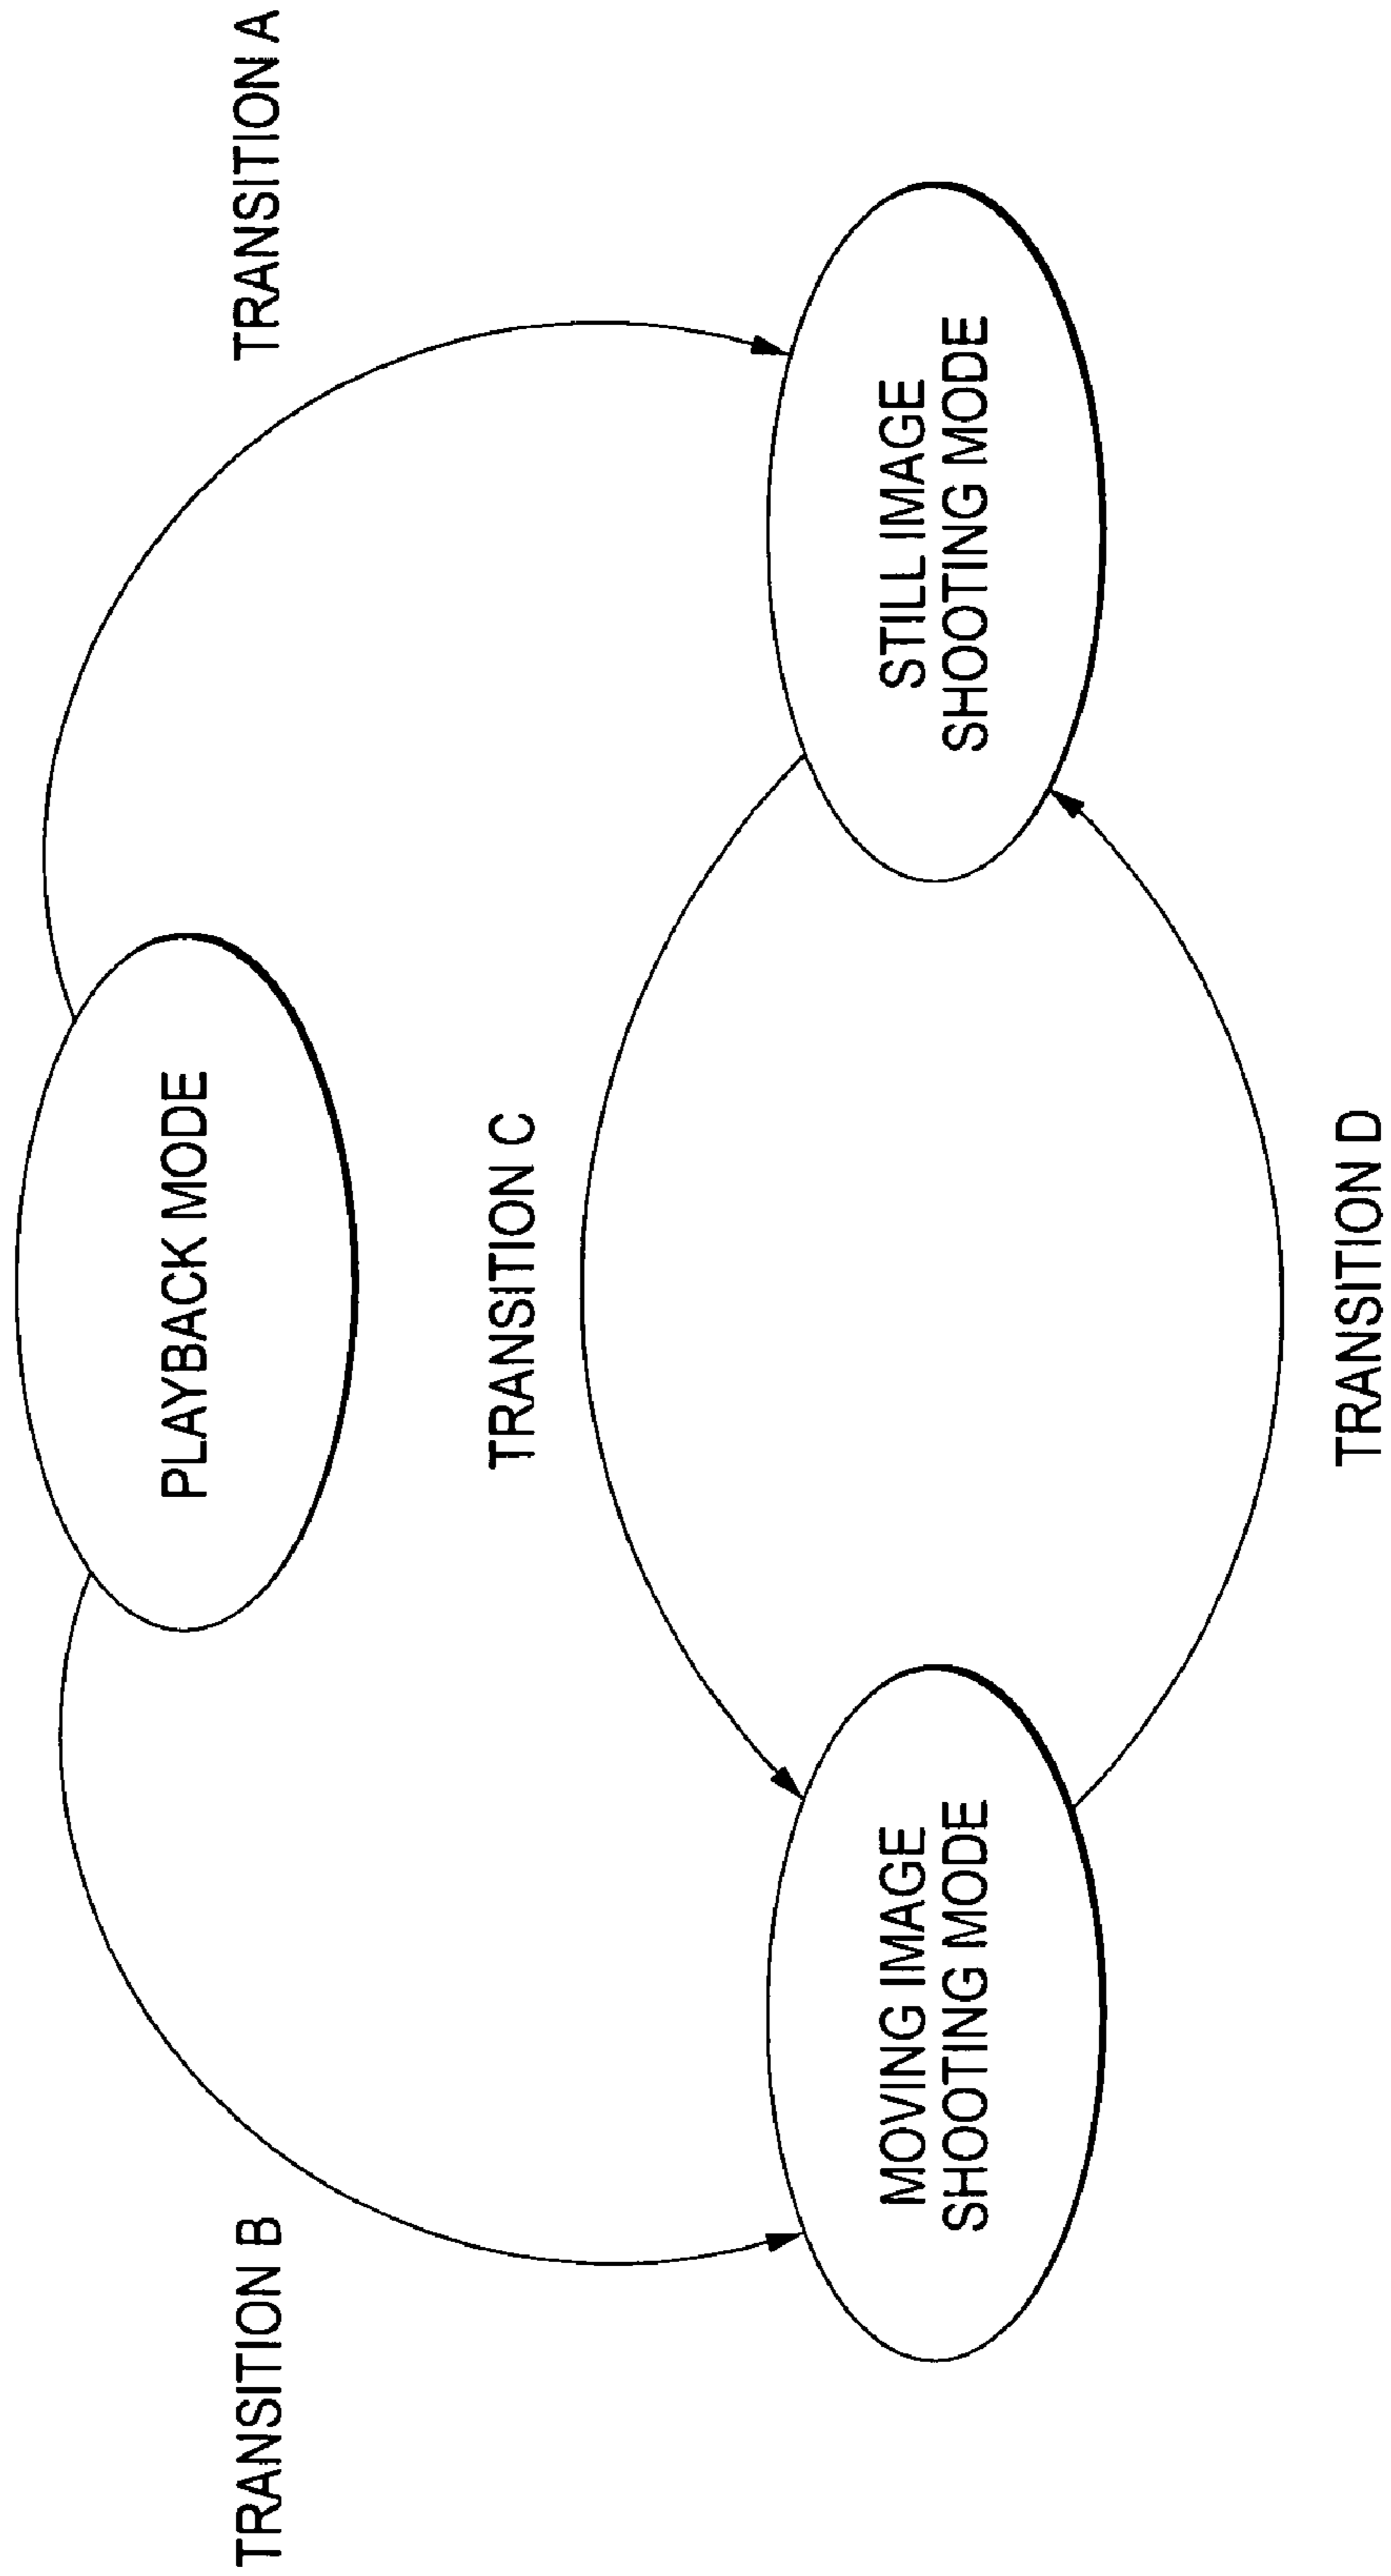 TRANSITION B
TRANSITION A
PLAYBACK MODE
TRANSITION C
MOVING IMAGE
SHOOTING MODE
STILL IMAGE
SHOOTING MODE
TRANSITION D